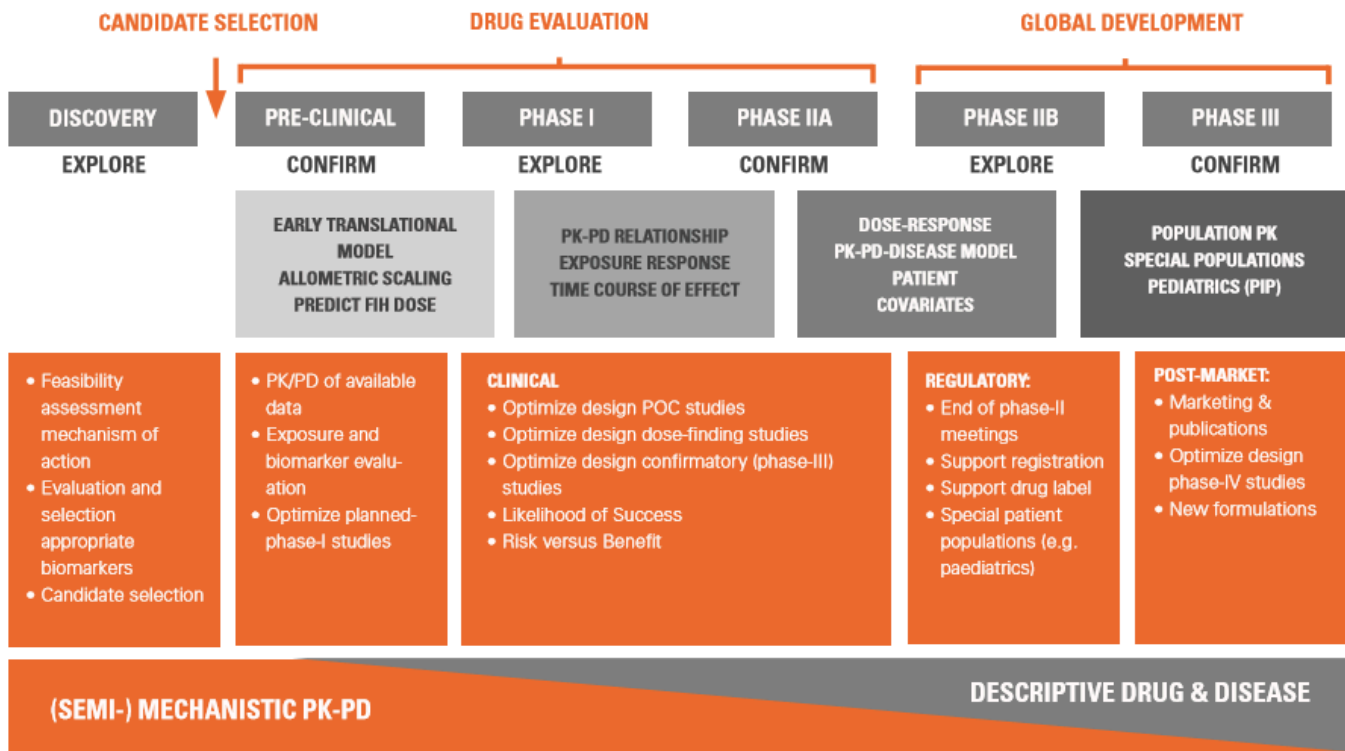 CANDIDATE SELECTION
DRUG EVALUATION
GLOBAL DEVELOPMENT
DISCOVERY
PRE-CLINICAL
PHASE I
PHASE IIA
PHASE IIB
PHASE III
EXPLORE
CONFIRM
EXPLORE
CONFIRM
EXPLORE
CONFIRM
EARLY TRANSLATIONAL
MODEL
ALLOMETRIC SCALING
PREDICT FIH DOSE
PK-PD RELATIONSHIP
EXPOSURE RESPONSE
TIME COURSE OF EFFECT
DOSE-RESPONSE
PK-PD-DISEASE MODEL
PATIENT
COVARIATES
POPULATION PK
SPECIAL POPULATIONS
PEDIATRICS (PIP)
• Feasibility
assessment
mechanism of
action
• Evaluation and
selection
appropriate
biomarkers
• Candidate selection
• PK/PD of available
data
• Exposure and
biomarker evalu-
ation
• Optimize planned-
phase-I studies
CLINICAL
• Optimize design POC studies
• Optimize design dose-finding studies
• Optimize design confirmatory (phase-III)
studies
• Likelihood of Success
• Risk versus Benefit
REGULATORY:
• End of phase-II
meetings
• Support registration
• Support drug label
• Special patient
populations (e.g.
paediatrics)
POST-MARKET:
• Marketing &
publications
• Optimize design
phase-IV studies
• New formulations
(SEMI-) MECHANISTIC PK-PD
DESCRIPTIVE DRUG & DISEASE